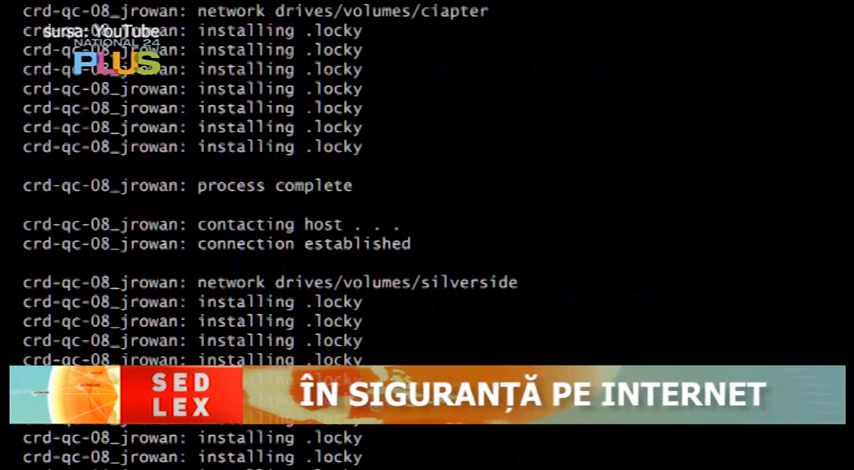 crd-qc-08_jrowan: network drives/volumes/ciapter
sursa: YouTube
crd-qc-08_jrowan: installing .locky
NATIONAL 24
PLUS
crd-qc-08_jrowan: installing .locky
crd-qc-08_jrowan: installing .locky
crd-qc-08_jrowan: installing .locky
crd-qc-08_jrowan: installing .locky
crd-qc-08_jrowan: installing .locky
crd-qc-08_jrowan: installing .locky
crd-qc-08_jrowan: process complete
crd-qc-08_jrowan: contacting host . . .
crd-qc-08_jrowan: connection established
crd-qc-08_jrowan: network drives/volumes/silverside
crd-qc-08_jrowan: installing .locky
crd-qc-08_jrowan: installing .locky
crd-qc-08_jrowan: installing .locky
crd-qc-08_jrowan: installing .locky
SED
LEX
ÎN SIGURANȚĂ PE INTERNET
crd-qc-08_jrowan: installing .locky
crd-qc-08_jrowan: installing .locky